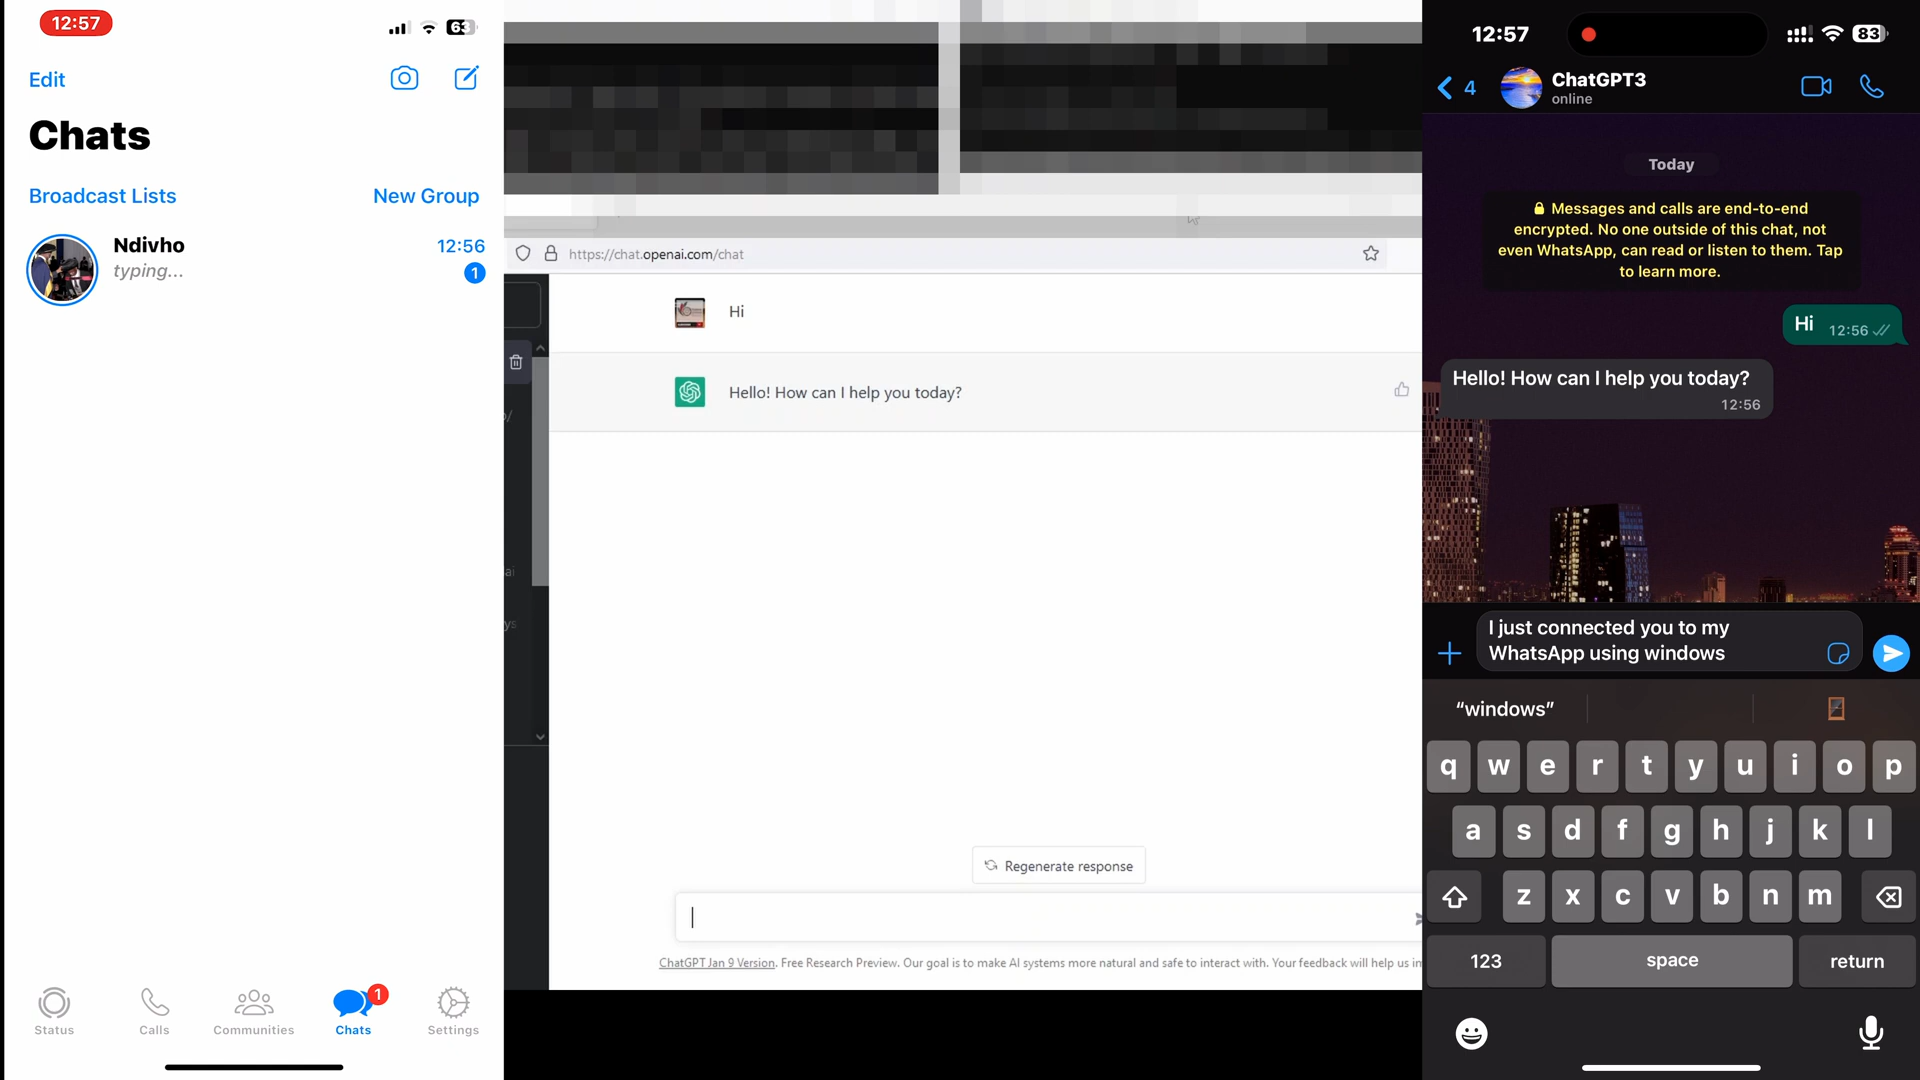 12:57
63
Edit
Chats
Broadcast Lists
New Group
Ndivho
12:56
typing...
1
Status
Calls
Communities
Chats
1
Settings
https://chat.openai.com/chat
Hi
Hello! How can I help you today?
Regenerate response
ChatGPT Jan 9 Version. Free Research Preview. Our goal is to make AI systems more natural and safe to interact with. Your feedback will help us
12:57
83
4
ChatGPT3
online
Today
Messages and calls are end-to-end
encrypted. No one outside of this chat, not
even WhatsApp, can read or listen to them. Tap
to learn more.
Hi
12:56
Hello! How can I help you today?
12:56
I just connected you to my
WhatsApp using windows
“windows”
q w e r t y u i o p
a s d f g h j k l
z x c v b n m
123
space
return